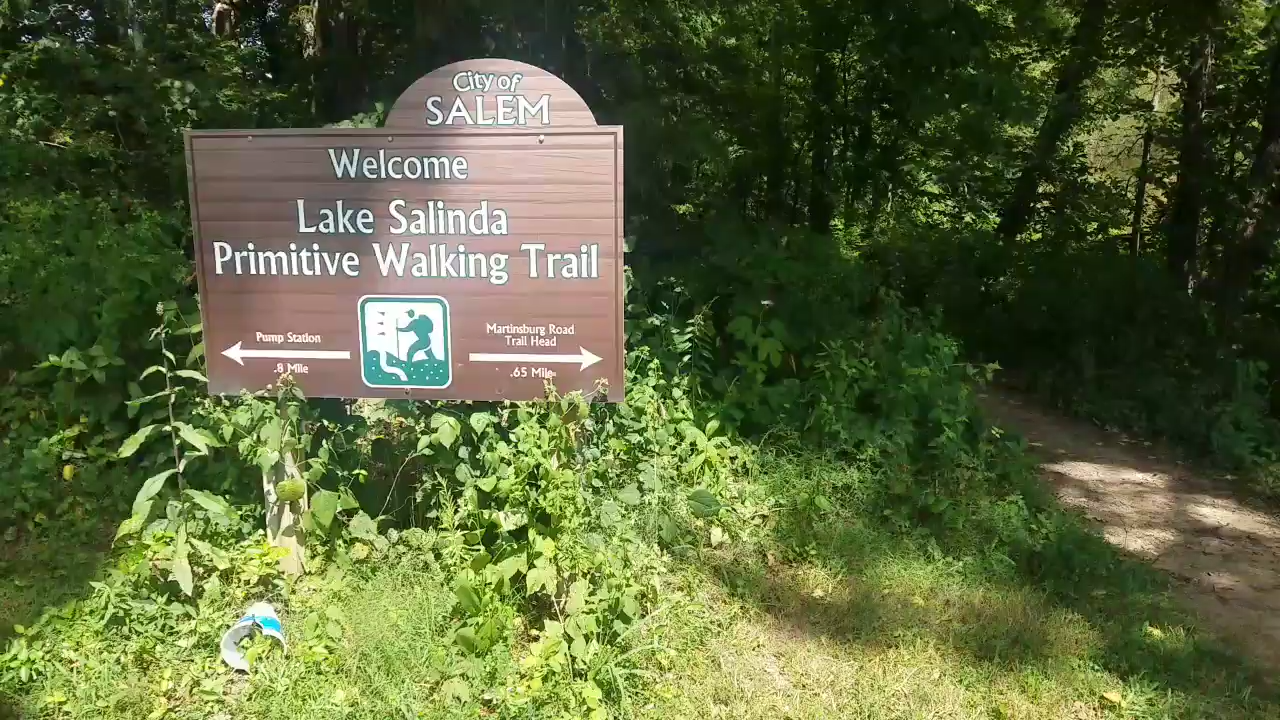 City of
SALEM
Welcome
Lake Salinda
Primitive Walking Trail
Pump Station
.8 Mile
Martinsburg Road
Trail Head
.65 Mile